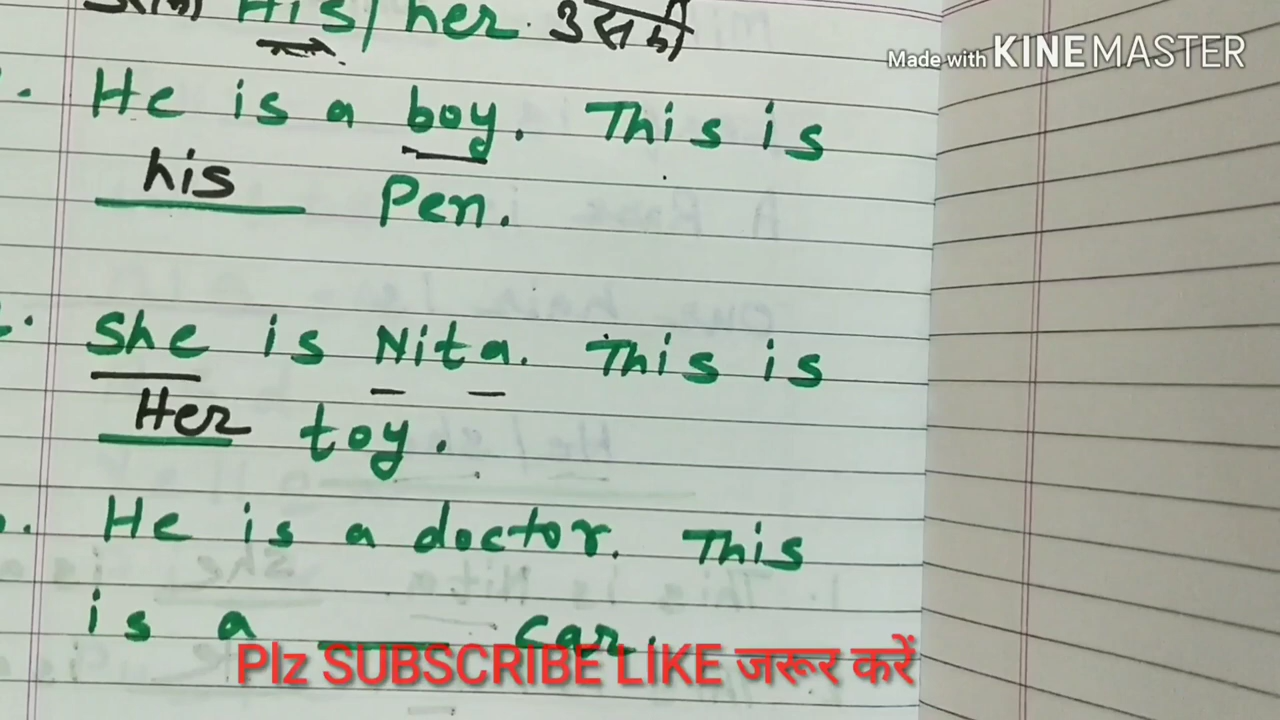 His/her उसकी
Made with KINEMASTER
He is a boy. This is
his Pen.
She is Nita. This is
Her toy.
He is a doctor. This
is a ____ car.
Plz SUBSCRIBE LIKE जरूर करें